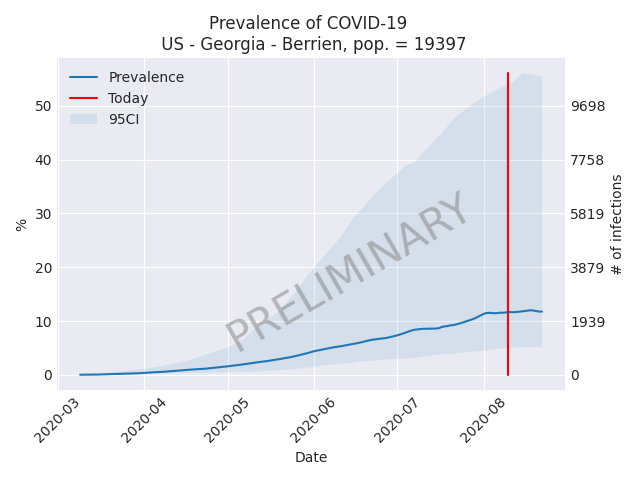 Prevalence of COVID-19
US - Georgia - Berrien, pop. = 19397
Prevalence
Today
95CI
50
40
30
20
10
0
%
9698
7758
5819
3879
1939
0
# of infections
PRELIMINARY
2020-03
2020-04
2020-05
2020-06
2020-07
2020-08
Date